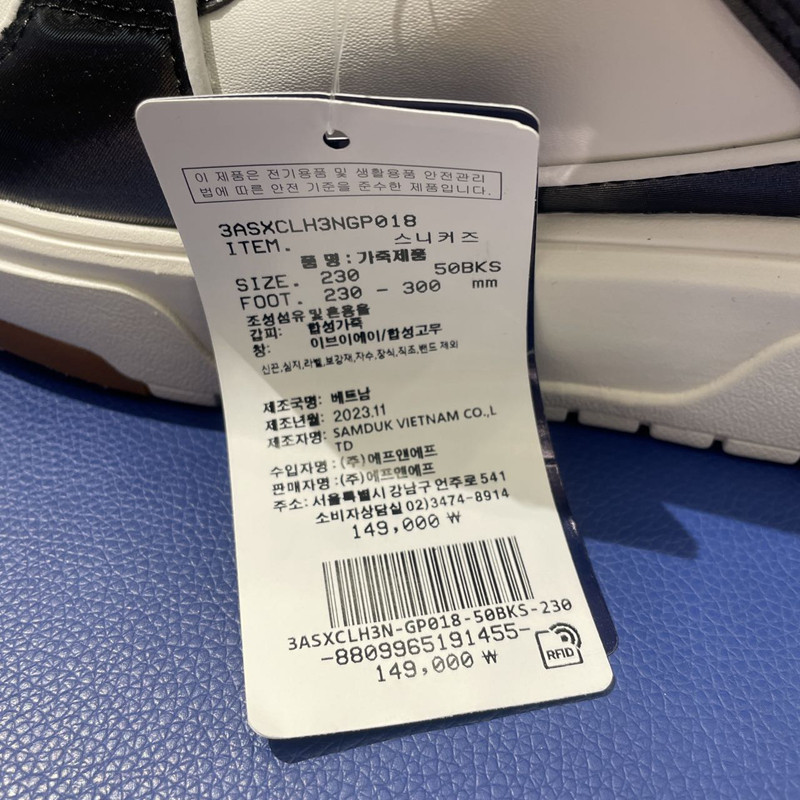 이 제품은 전기용품 및 생활용품 안전관리
법에 따른 안전 기준을 준수한 제품입니다.
3ASXCLH3NGP018
ITEM. 스니커즈
품 명 : 가죽제품
SIZE. 230 50BKS
FOOT. 230 - 300 mm
조성섬유 및 혼용율
갑피: 합성가죽
창: 이브이에이/합성고무
신끈,심지,라벨,보강재,자수,장식,직조,밴드 제외
제조국명: 베트남
제조년월: 2023.11
제조자명: SAMDUK VIETNAM CO.,L
TD
수입자명 : (주)에프앤에프
판매자명 : (주)에프앤에프
주소: 서울특별시 강남구 언주로 541
소비자상담실 02)3474-8914
149,000 ₩
3ASXCLH3N-GP018-50BKS-230
-8809965191455-
149,000 ₩
RFID